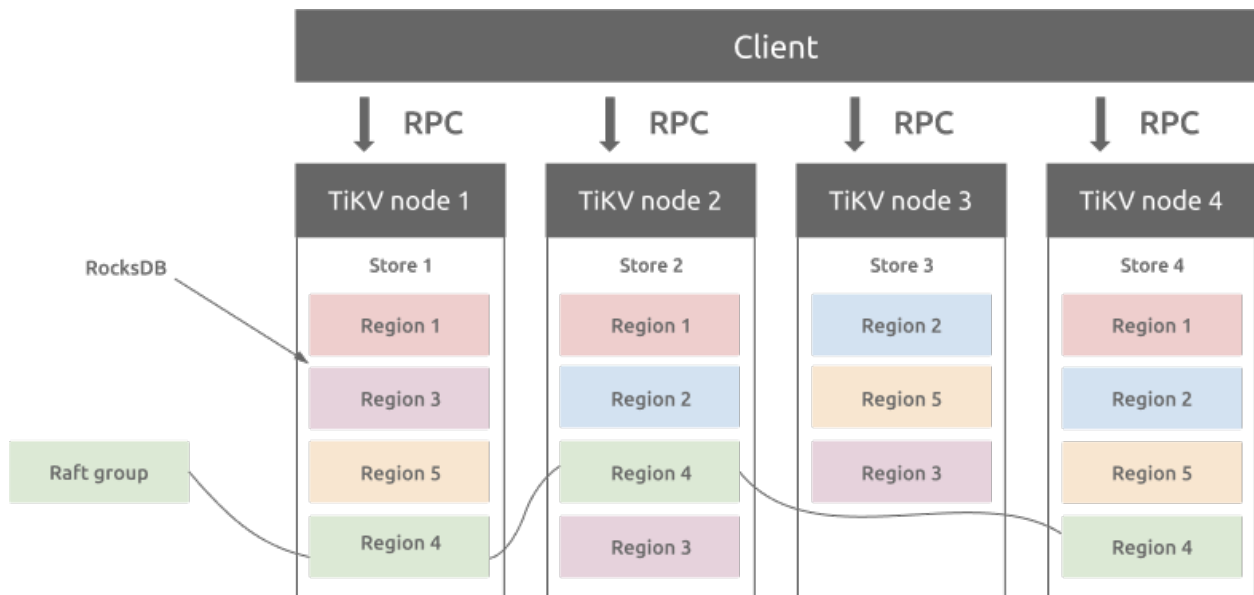 Client
RPC
RPC
RPC
RPC
TiKV node 1
TiKV node 2
TiKV node 3
TiKV node 4
RocksDB
Raft group
Store 1
Region 1
Region 3
Region 5
Region 4
Store 2
Region 1
Region 2
Region 4
Region 3
Store 3
Region 2
Region 5
Region 3
Store 4
Region 1
Region 2
Region 5
Region 4